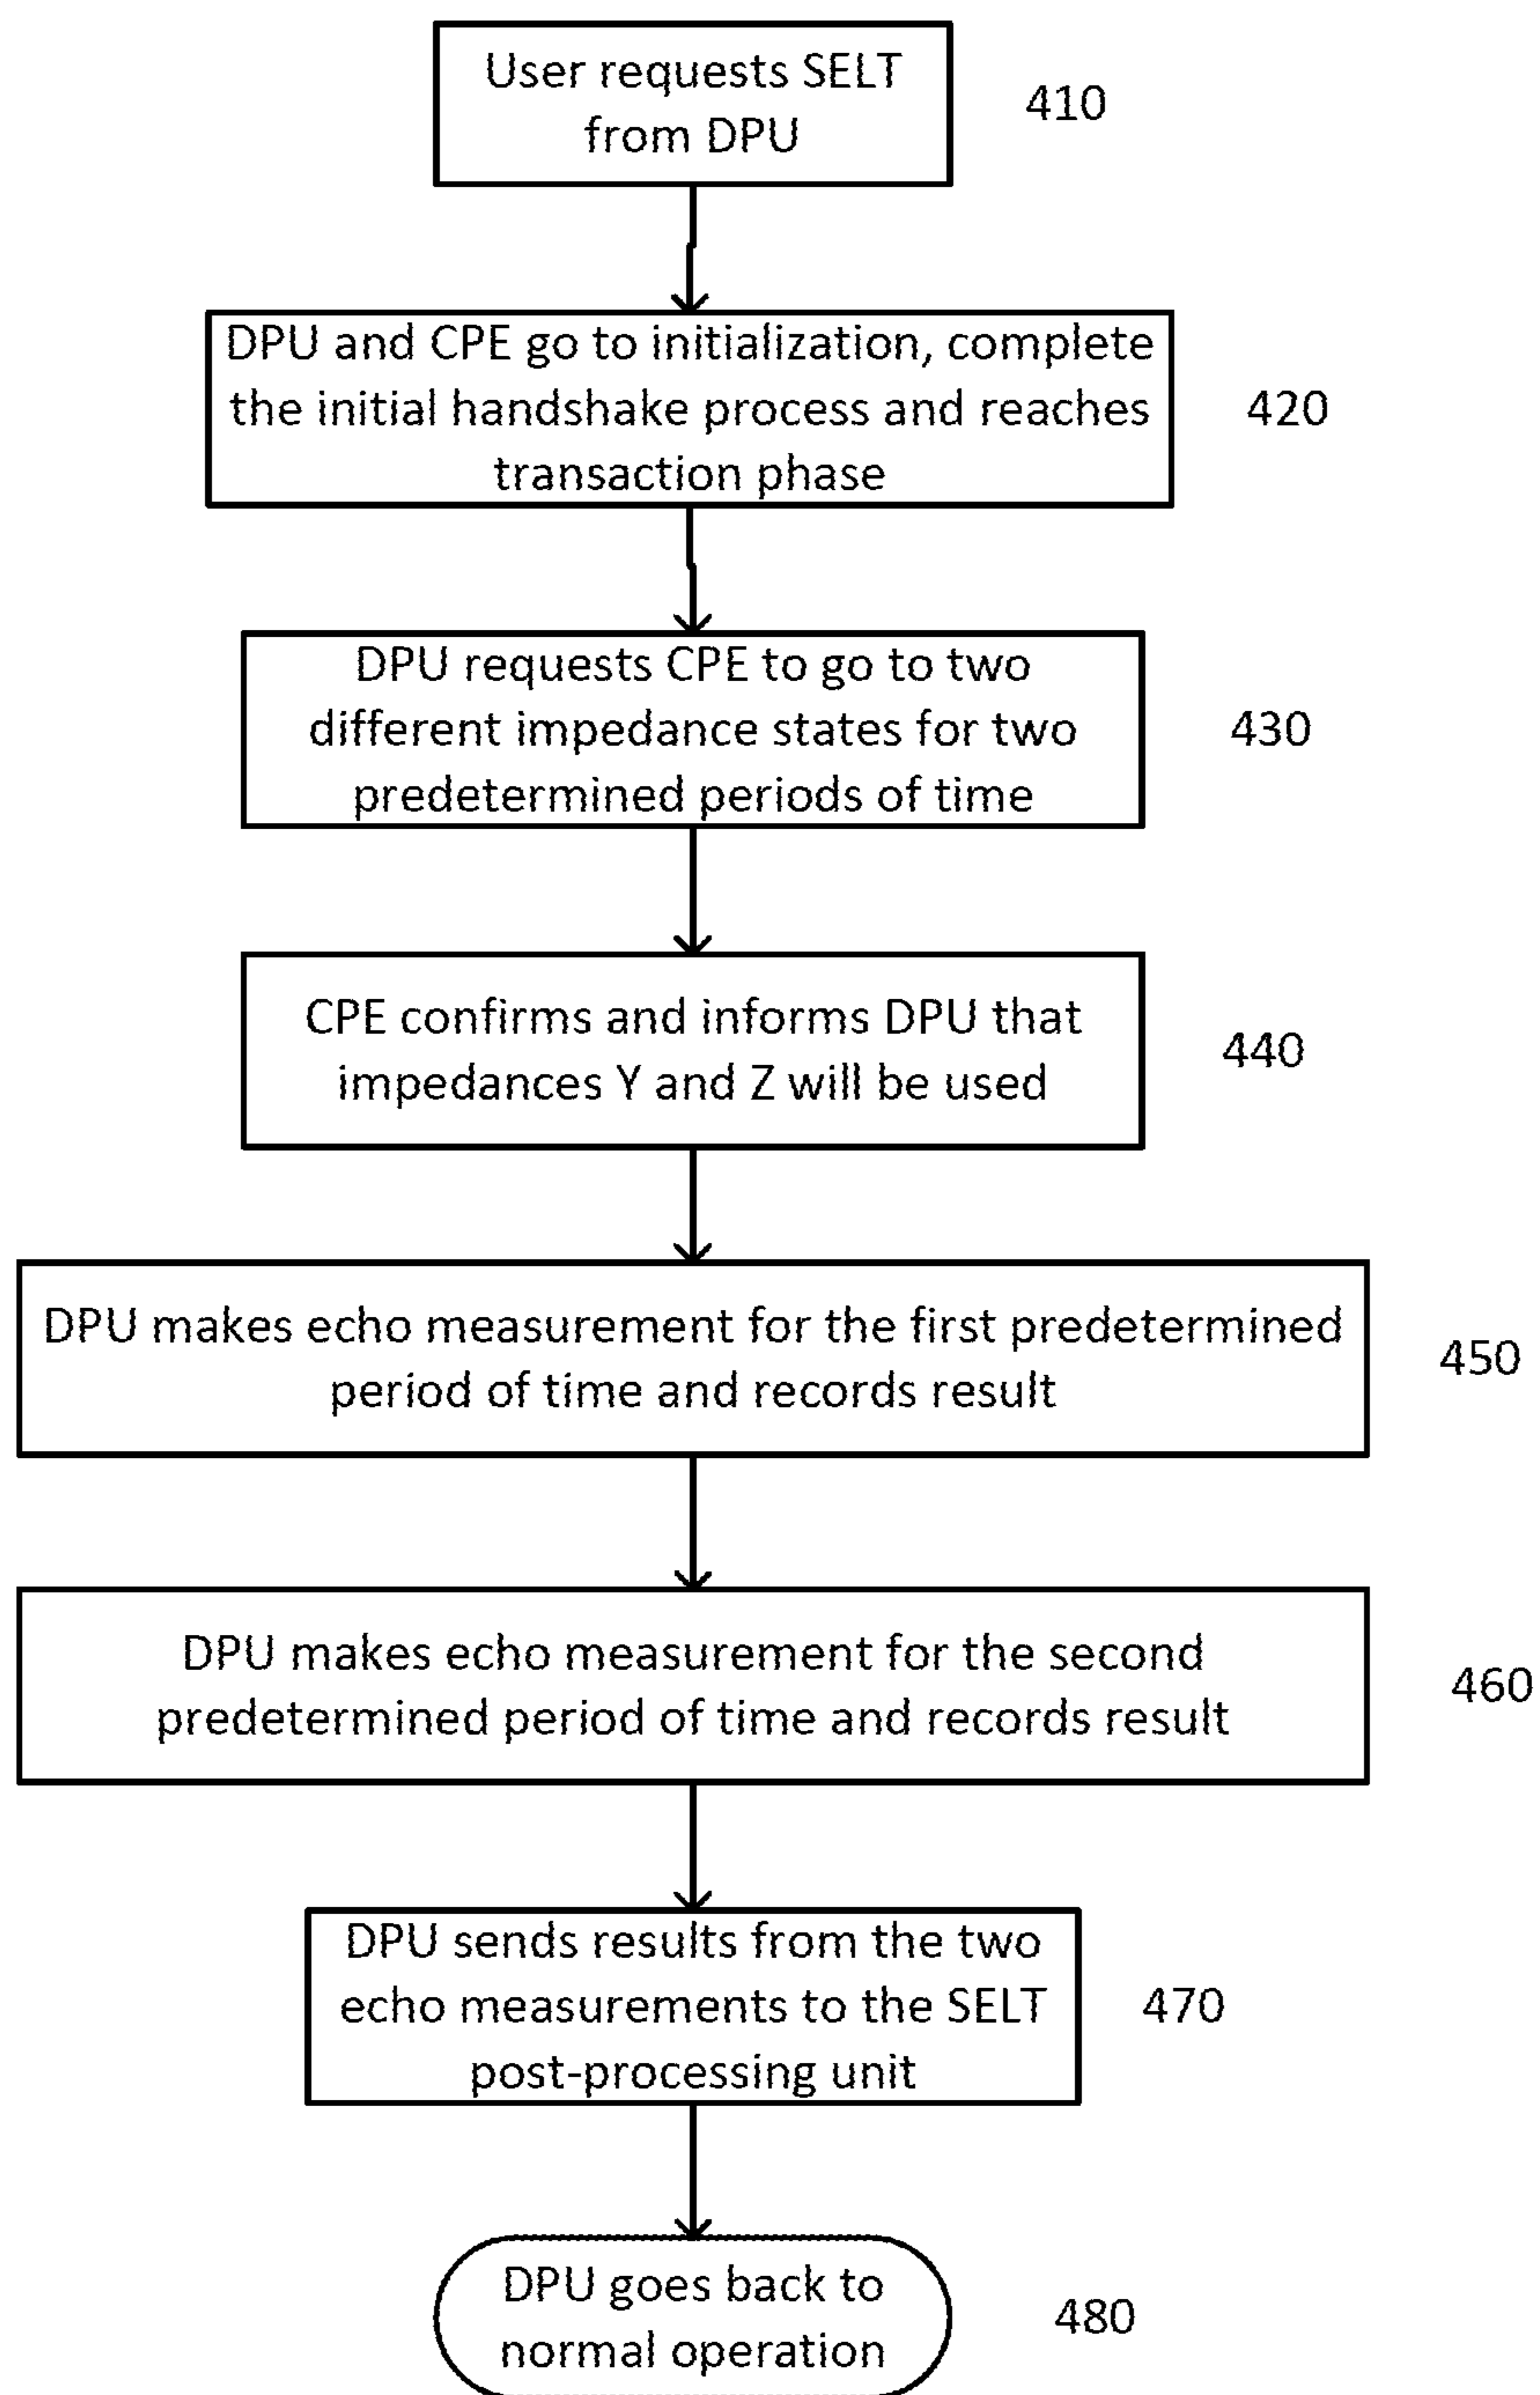 User requests SELT
from DPU
410
DPU and CPE go to initialization, complete
the initial handshake process and reaches
transaction phase
420
DPU requests CPE to go to two
different impedance states for two
predetermined periods of time
430
CPE confirms and informs DPU that
impedances Y and Z will be used
440
DPU makes echo measurement for the first predetermined
period of time and records result
450
DPU makes echo measurement for the second
predetermined period of time and records result
460
DPU sends results from the two
echo measurements to the SELT
post-processing unit
470
DPU goes back to
normal operation
480